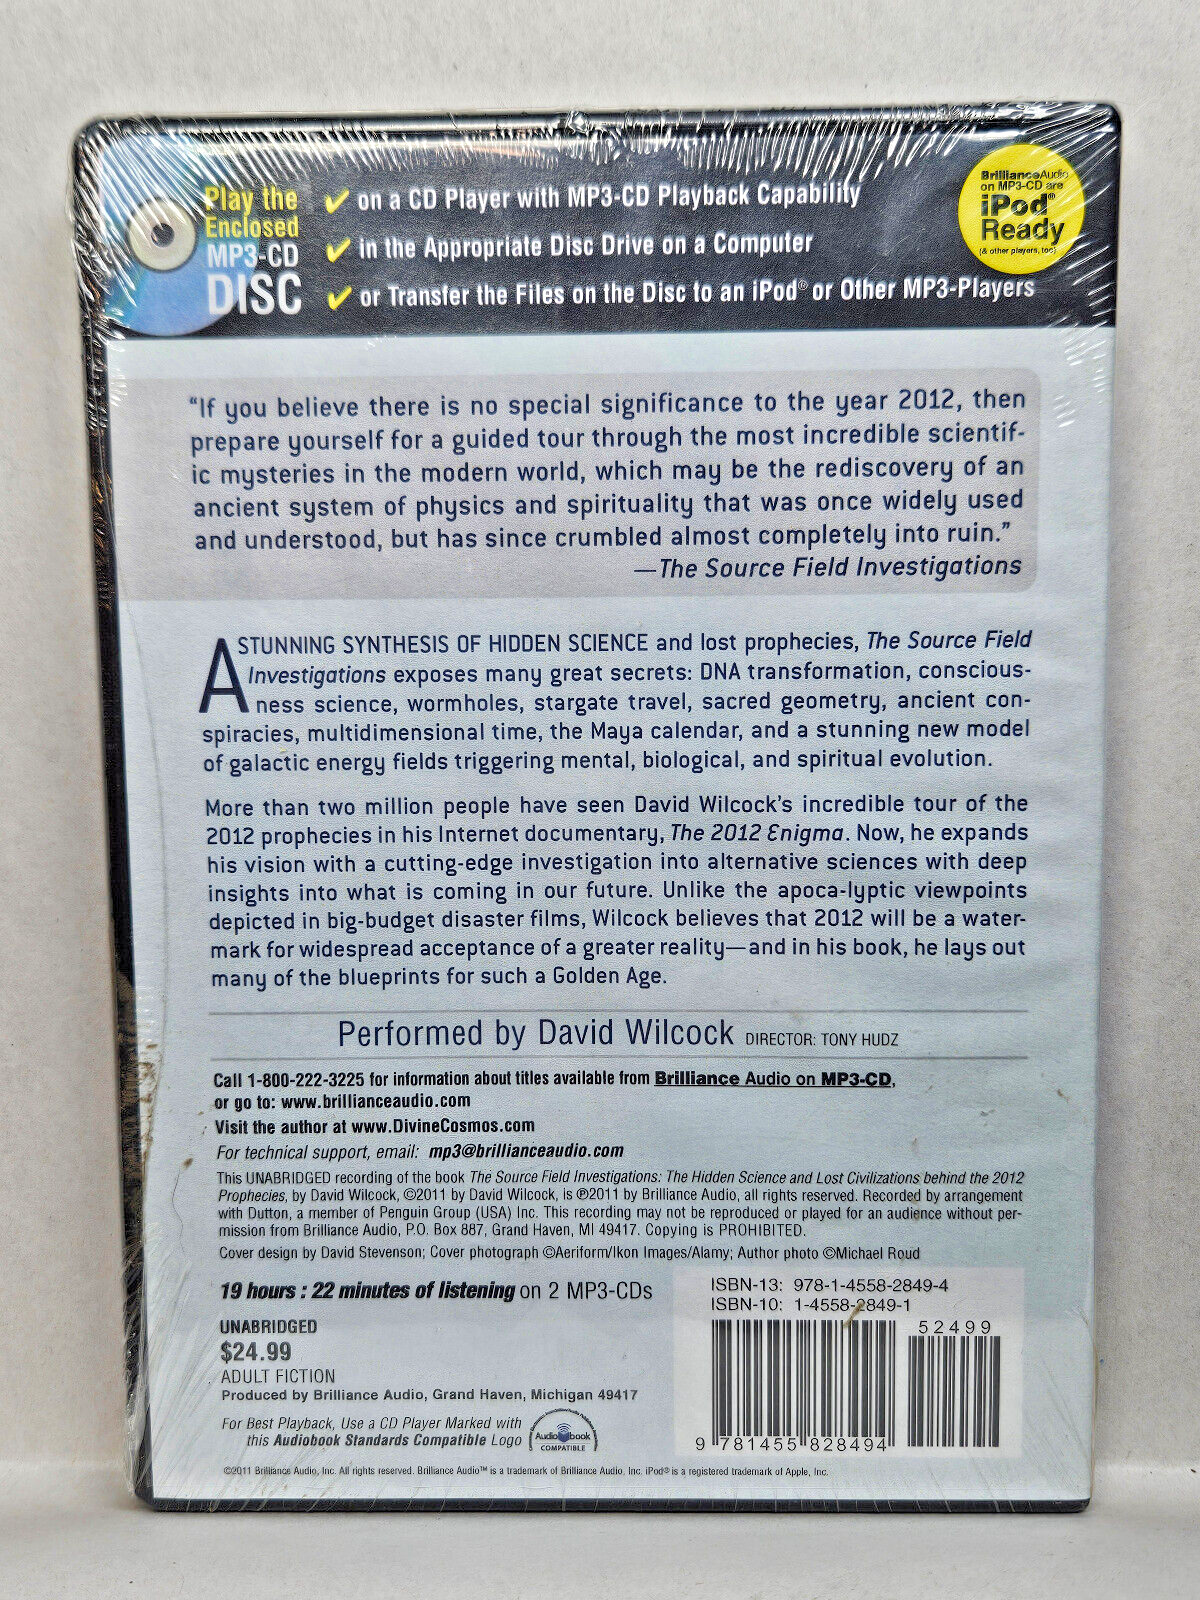 Play the
Enclosed
MP3-CD
DISC
on a CD Player with MP3-CD Playback Capability
in the Appropriate Disc Drive on a Computer
or Transfer the Files on the Disc to an iPod® or Other MP3-Players
BrillianceAudio
on MP3-CD are
iPod®
Ready
(& other players, too)
"If you believe there is no special significance to the year 2012, then
prepare yourself for a guided tour through the most incredible scientif-
ic mysteries in the modern world, which may be the rediscovery of an
ancient system of physics and spirituality that was once widely used
and understood, but has since crumbled almost completely into ruin."
—The Source Field Investigations
A STUNNING SYNTHESIS OF HIDDEN SCIENCE and lost prophecies, The Source Field
Investigations exposes many great secrets: DNA transformation, conscious-
ness science, wormholes, stargate travel, sacred geometry, ancient con-
spiracies, multidimensional time, the Maya calendar, and a stunning new model
of galactic energy fields triggering mental, biological, and spiritual evolution.
More than two million people have seen David Wilcock's incredible tour of the
2012 prophecies in his Internet documentary, The 2012 Enigma. Now, he expands
his vision with a cutting-edge investigation into alternative sciences with deep
insights into what is coming in our future. Unlike the apoca-lyptic viewpoints
depicted in big-budget disaster films, Wilcock believes that 2012 will be a water-
mark for widespread acceptance of a greater reality—and in his book, he lays out
many of the blueprints for such a Golden Age.
Performed by David Wilcock DIRECTOR: TONY HUDZ
Call 1-800-222-3225 for information about titles available from Brilliance Audio on MP3-CD,
or go to: www.brillianceaudio.com
Visit the author at www.DivineCosmos.com
For technical support, email: mp3@brillianceaudio.com
This UNABRIDGED recording of the book The Source Field Investigations: The Hidden Science and Lost Civilizations behind the 2012
Prophecies, by David Wilcock, ©2011 by David Wilcock, is ℗2011 by Brilliance Audio, all rights reserved. Recorded by arrangement
with Dutton, a member of Penguin Group (USA) Inc. This recording may not be reproduced or played for an audience without per-
mission from Brilliance Audio, P.O. Box 887, Grand Haven, MI 49417. Copying is PROHIBITED.
Cover design by David Stevenson; Cover photograph ©Aeriform/Ikon Images/Alamy; Author photo ©Michael Roud
19 hours : 22 minutes of listening on 2 MP3-CDs
UNABRIDGED
$24.99
ADULT FICTION
Produced by Brilliance Audio, Grand Haven, Michigan 49417
For Best Playback, Use a CD Player Marked with
this Audiobook Standards Compatible Logo
Audiobook
COMPATIBLE
ISBN-13: 978-1-4558-2849-4
ISBN-10: 1-4558-2849-1
52499
9 781455 828494
©2011 Brilliance Audio, Inc. All rights reserved. Brilliance Audio™ is a trademark of Brilliance Audio, Inc. iPod® is a registered trademark of Apple, Inc.